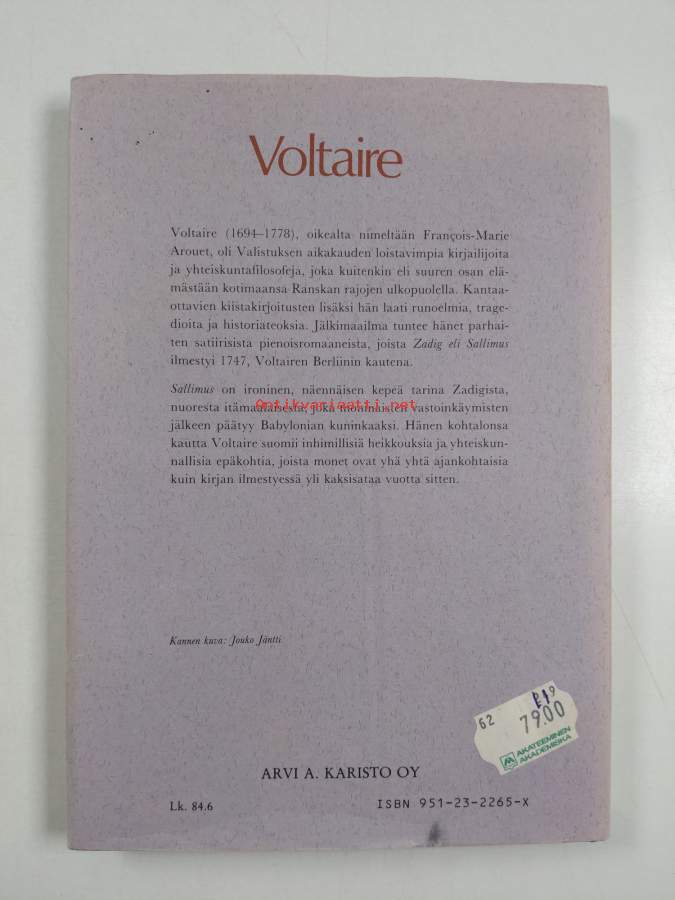 Voltaire
Voltaire (1694–1778), oikealta nimeltään François-Marie
Arouet, oli Valistuksen aikakauden loistavimpia kirjailijoita
ja yhteiskuntafilosofeja, joka kuitenkin eli suuren osan elä-
mästään kotimaansa Ranskan rajojen ulkopuolella. Kantaa-
ottavien kiistakirjoitusten lisäksi hän laati runoelmia, trage-
dioita ja historiateoksia. Jälkimaailma tuntee hänet parhai-
ten satiirisista pienoisromaaneista, joista Zadig eli Sallimus
ilmestyi 1747, Voltairen Berliinin kautena.
Sallimus on ironinen, näennäisen kepeä tarina Zadigista,
Antikvariaatti.net
nuoresta itämaalaisesta, joka moninaisten vastoinkäymisten
jälkeen päätyy Babylonian kuninkaaksi. Hänen kohtalonsa
kautta Voltaire suomii inhimillisiä heikkouksia ja yhteiskun-
nallisia epäkohtia, joista monet ovat yhä yhtä ajankohtaisia
kuin kirjan ilmestyessä yli kaksisataa vuotta sitten.
Kannen kuva: Jouko Jäntti
62
79.00
AKATEEMINEN
AKADEMISKA
ARVI A. KARISTO OY
Lk. 84.6
ISBN 951-23-2265-X